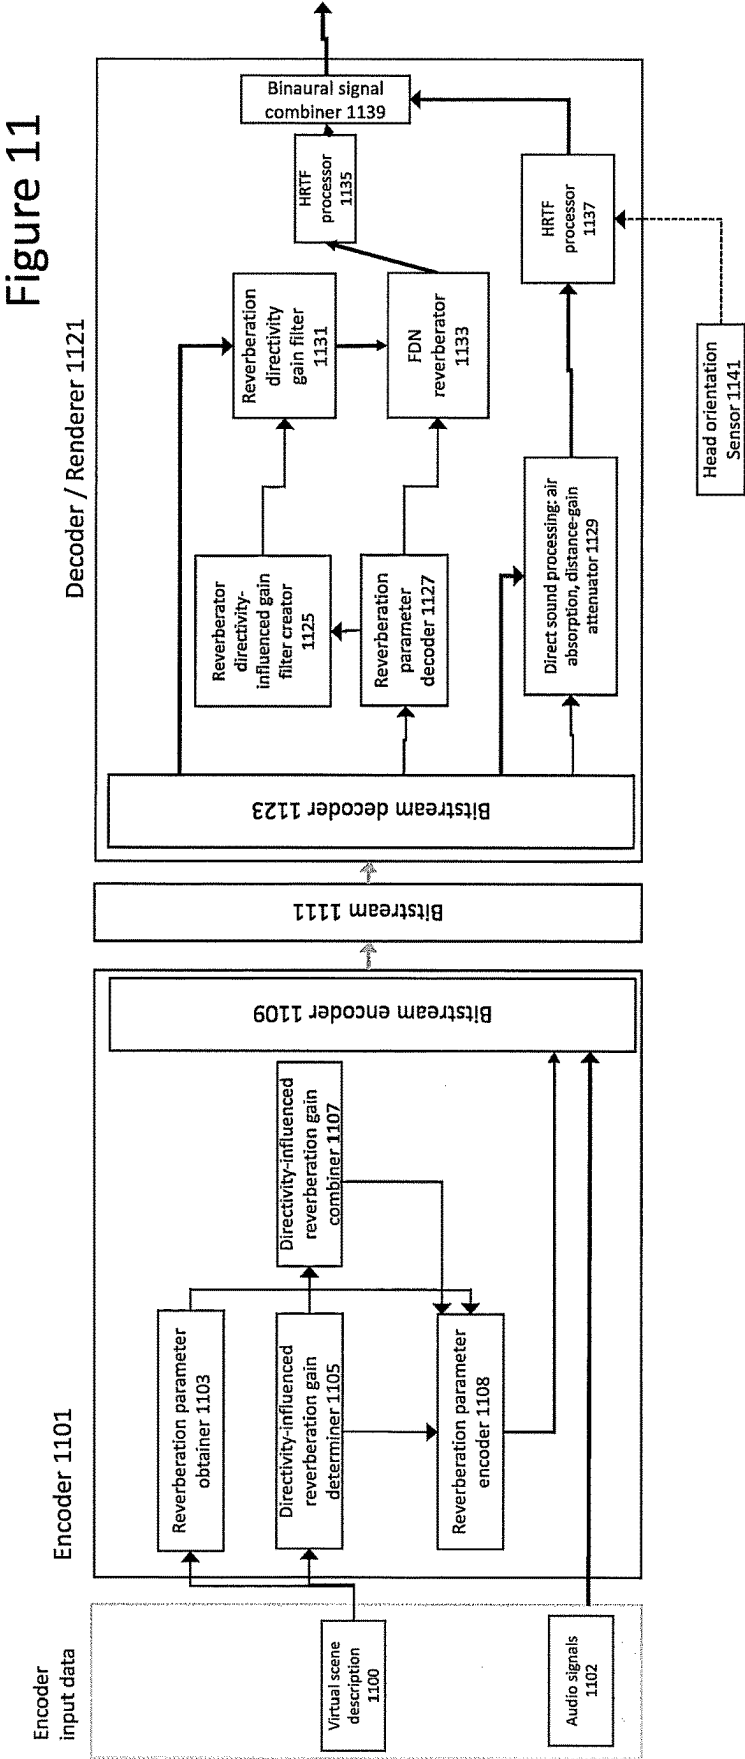 Figure 11
Encoder
input data
Virtual scene
description
1100
Audio signals
1102
Encoder 1101
Reverberation parameter
obtainer 1103
Directivity-influenced
reverberation gain
determiner 1105
Reverberation parameter
encoder 1108
Directivity-influenced
reverberation gain
combiner 1107
Bitstream encoder 1109
Bitstream 1111
Decoder / Renderer 1121
Bitstream decoder 1123
Reverberator
directivity-
influenced gain
filter creator
1125
Reverberation
parameter
decoder 1127
Direct sound processing: air
absorption, distance-gain
attenuator 1129
Reverberation
directivity
gain filter
1131
FDN
reverberator
1133
HRTF
processor
1135
HRTF
processor
1137
Binaural signal
combiner 1139
Head orientation
Sensor 1141